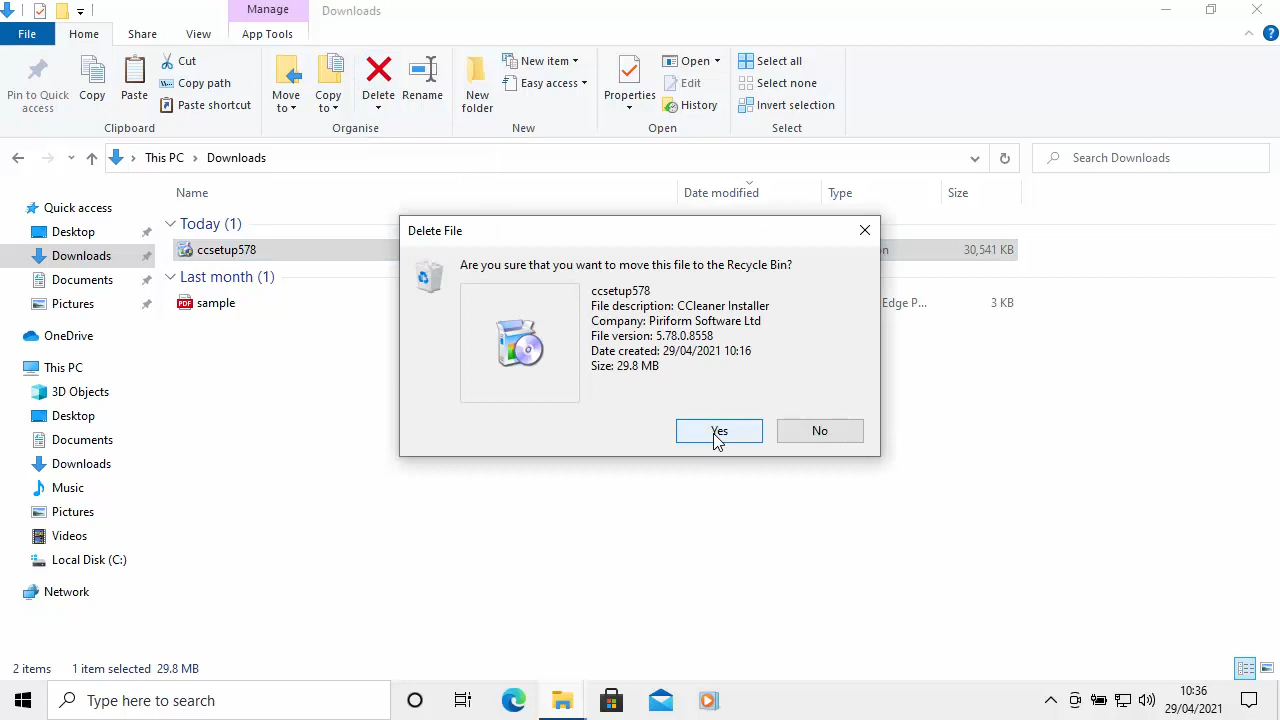 Manage
Downloads
File
Home
Share
View
App Tools
Pin to Quick
access
Copy
Paste
Cut
Copy path
Paste shortcut
Clipboard
Move
to
Copy
to
Delete
Rename
Organise
New
folder
New item
Easy access
New
Properties
Open
Edit
History
Open
Select all
Select none
Invert selection
Select
This PC
Downloads
Search Downloads
Name
Date modified
Type
Size
Quick access
Desktop
Downloads
Documents
Pictures
OneDrive
This PC
3D Objects
Desktop
Documents
Downloads
Music
Pictures
Videos
Local Disk (C:)
Network
Today (1)
ccsetup578
30,541 KB
Last month (1)
PDF
sample
Edge P...
3 KB
Delete File
Are you sure that you want to move this file to the Recycle Bin?
ccsetup578
File description: CCleaner Installer
Company: Piriform Software Ltd
File version: 5.78.0.8558
Date created: 29/04/2021 10:16
Size: 29.8 MB
Yes
No
2 items
1 item selected 29.8 MB
Type here to search
10:36
29/04/2021